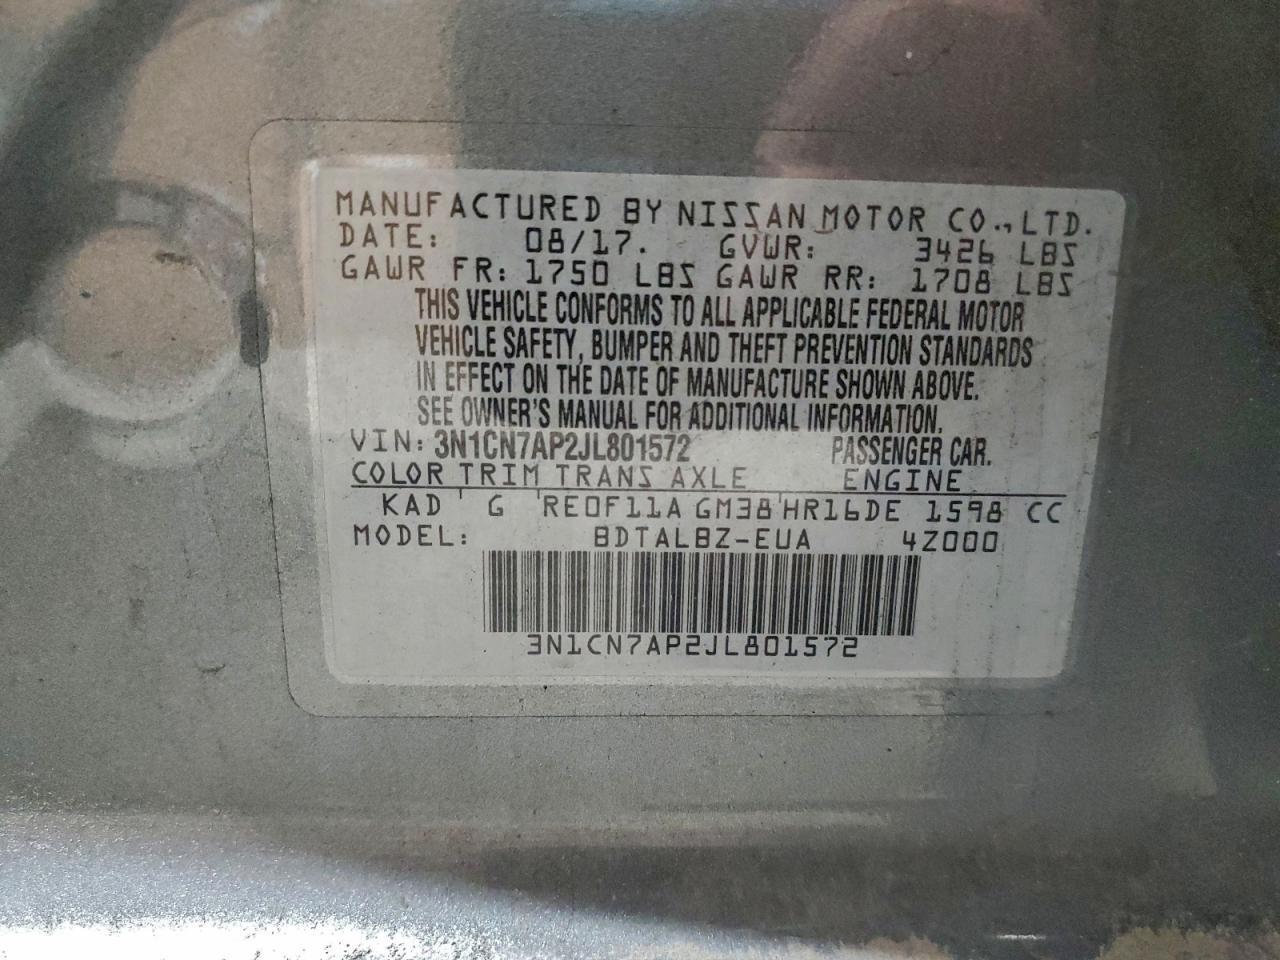 MANUFACTURED BY NISSAN MOTOR CO., LTD.
DATE: 08/17. GVWR: 3426 LBS
GAWR FR: 1750 LBS GAWR RR: 1708 LBS
THIS VEHICLE CONFORMS TO ALL APPLICABLE FEDERAL MOTOR
VEHICLE SAFETY, BUMPER AND THEFT PREVENTION STANDARDS
IN EFFECT ON THE DATE OF MANUFACTURE SHOWN ABOVE.
SEE OWNER'S MANUAL FOR ADDITIONAL INFORMATION.
VIN: 3N1CN7AP2JL801572 PASSENGER CAR.
COLOR TRIM TRANS AXLE ENGINE
KAD ' G 'RE0F11A GM38'HR16DE 1598 CC
MODEL: BDTALBZ-EUA 4Z000
3N1CN7AP2JL801572